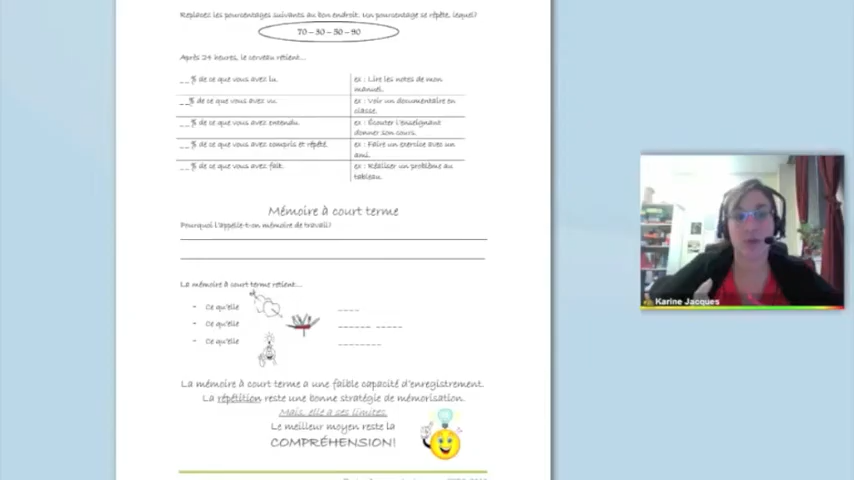 Replacez les pourcentages suivants au bon endroit. Un pourcentage se répète, lequel?
70 – 30 – 50 – 90
Après 24 heures, le cerveau retient...
__% de ce que vous avez lu.
ex : Lire les notes de mon
manuel.
__% de ce que vous avez vu.
ex : Voir un documentaire en
classe.
__% de ce que vous avez entendu.
ex : Écouter l'enseignant
donner son cours.
__% de ce que vous avez compris et répété.
ex : Faire un exercice avec un
ami.
__% de ce que vous avez fait.
ex : Réaliser un problème au
tableau.
Mémoire à court terme
Pourquoi l'appelle-t-on mémoire de travail?
La mémoire à court terme retient...
- Ce qu'elle ____
- Ce qu'elle ______ _____
- Ce qu'elle ________
La mémoire à court terme a une faible capacité d'enregistrement.
La répétition reste une bonne stratégie de mémorisation.
Mais, elle a ses limites.
Le meilleur moyen reste la
COMPRÉHENSION!
Karine Jacques